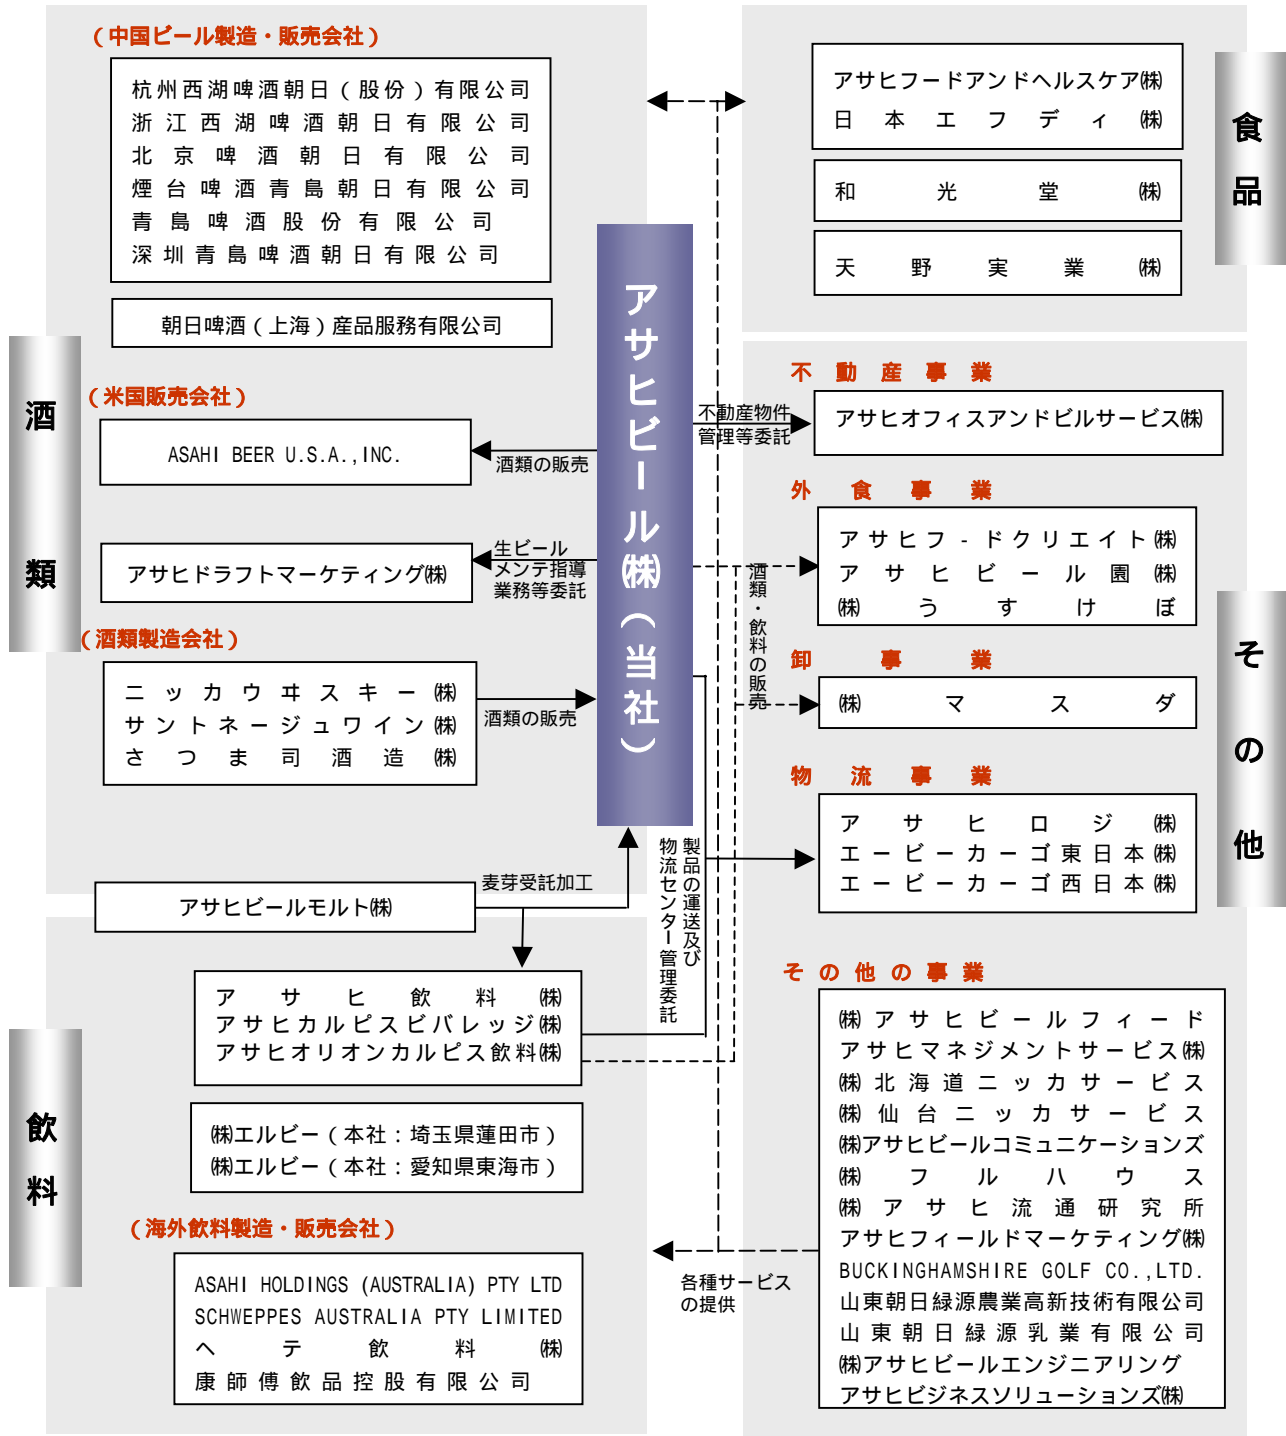 酒類
（中国ビール製造・販売会社）
杭州西湖啤酒朝日（股份）有限公司
浙江西湖啤酒朝日有限公司
北京啤酒朝日有限公司
煙台啤酒青島朝日有限公司
青島啤酒股份有限公司
深圳青島啤酒朝日有限公司
朝日啤酒（上海）産品服務有限公司
（米国販売会社）
ASAHI BEER U.S.A.,INC.
酒類の販売
アサヒドラフトマーケティング㈱
生ビール
メンテ指導
業務等委託
（酒類製造会社）
ニッカウヰスキー㈱
サントネージュワイン㈱
さつま司酒造㈱
酒類の販売
アサヒビール㈱（当社）
アサヒビールモルト㈱
麦芽受託加工
飲料
アサヒ飲料㈱
アサヒカルピスビバレッジ㈱
アサヒオリオンカルピス飲料㈱
㈱エルビー（本社：埼玉県蓮田市）
㈱エルビー（本社：愛知県東海市）
（海外飲料製造・販売会社）
ASAHI HOLDINGS (AUSTRALIA) PTY LTD
SCHWEPPES AUSTRALIA PTY LIMITED
ヘテ飲料㈱
康師傅飲品控股有限公司
食品
アサヒフードアンドヘルスケア㈱
日本エフディ㈱
和光堂㈱
天野実業㈱
その他
不動産事業
不動産物件
管理等委託
アサヒオフィスアンドビルサービス㈱
外食事業
アサヒフ-ドクリエイト㈱
アサヒビール園㈱
㈱うすけぼ
酒類・飲料の販売
卸事業
㈱マスダ
物流事業
アサヒロジ㈱
エービーカーゴ東日本㈱
エービーカーゴ西日本㈱
製品の運送及び
物流センター管理委託
その他の事業
㈱アサヒビールフィード
アサヒマネジメントサービス㈱
㈱北海道ニッカサービス
㈱仙台ニッカサービス
㈱アサヒビールコミュニケーションズ
㈱フルハウス
㈱アサヒ流通研究所
アサヒフィールドマーケティング㈱
BUCKINGHAMSHIRE GOLF CO.,LTD.
山東朝日緑源農業高新技術有限公司
山東朝日緑源乳業有限公司
㈱アサヒビールエンジニアリング
アサヒビジネスソリューションズ㈱
各種サービス
の提供